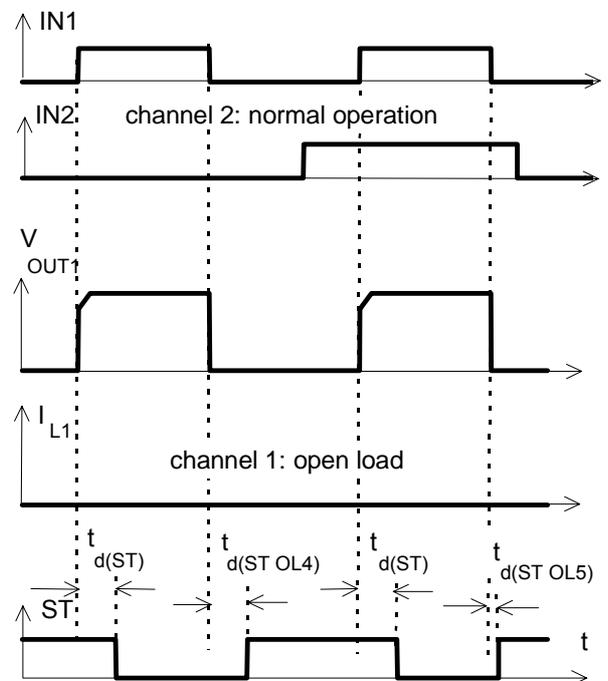 IN1
channel 2: normal operation
IN2
V
OUT1
I
L1
channel 1: open load
t
d(ST)
t
d(ST OL4)
t
d(ST)
t
d(ST OL5)
ST
t